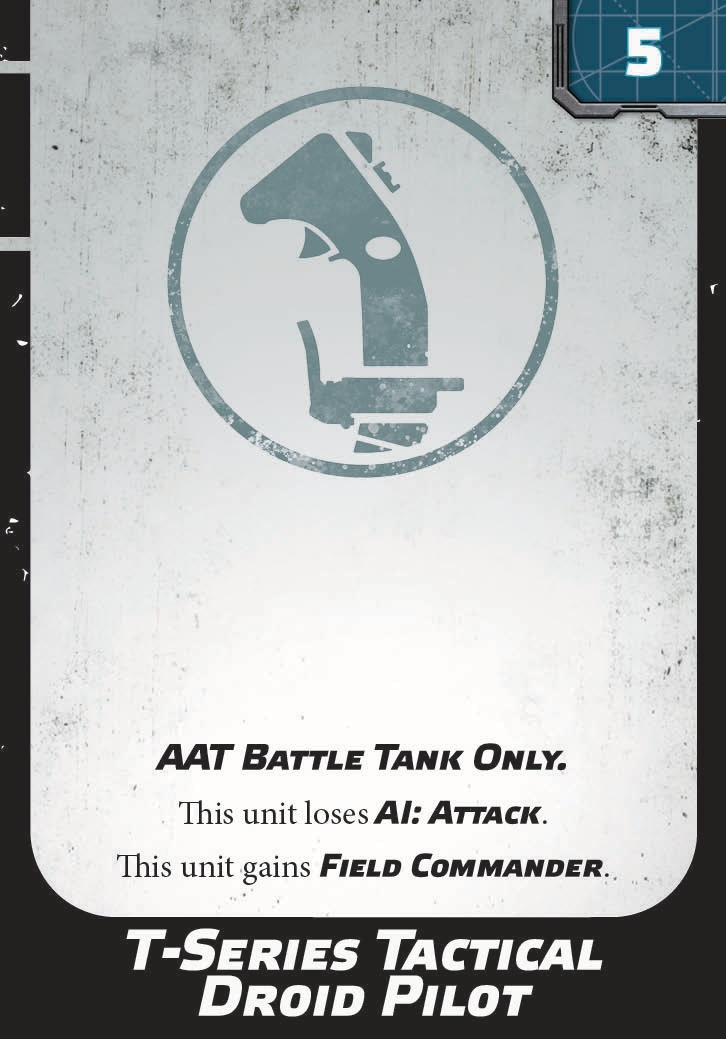 5
AAT Battle Tank Only.
This unit loses AI: Attack.
This unit gains Field Commander.
T-Series Tactical
Droid Pilot